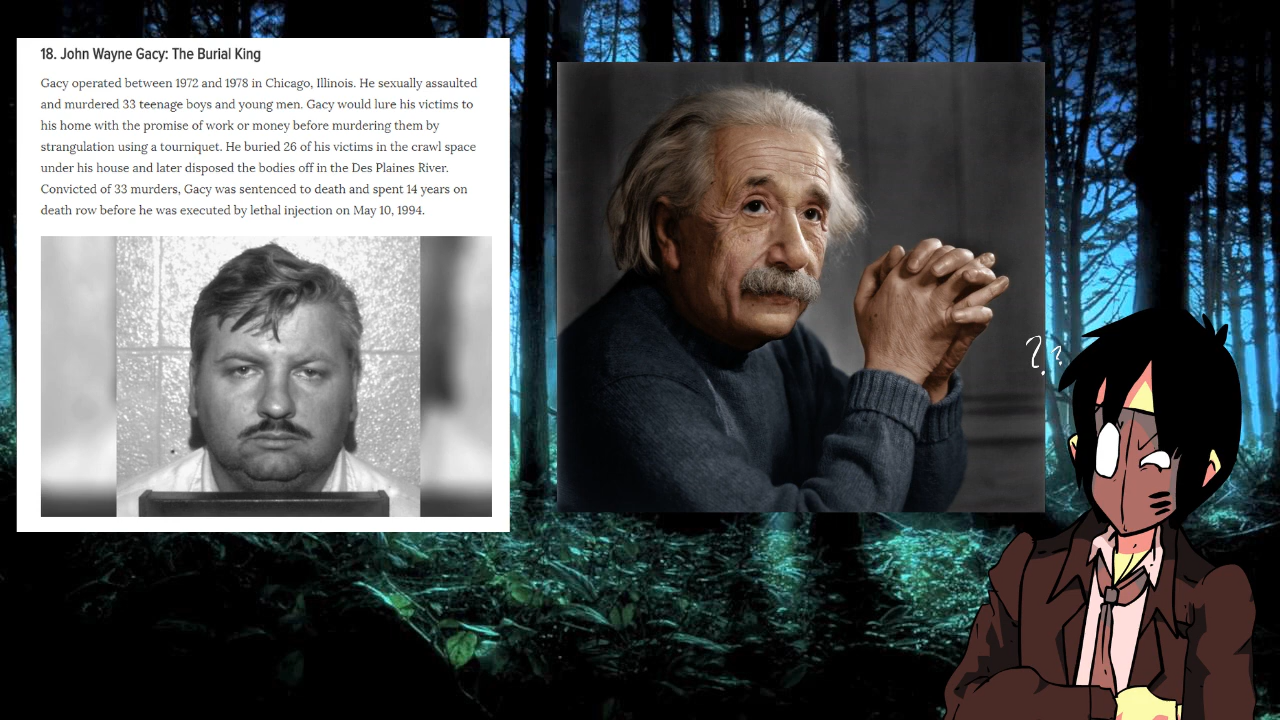 18. John Wayne Gacy: The Burial King
Gacy operated between 1972 and 1978 in Chicago, Illinois. He sexually assaulted
and murdered 33 teenage boys and young men. Gacy would lure his victims to
his home with the promise of work or money before murdering them by
strangulation using a tourniquet. He buried 26 of his victims in the crawl space
under his house and later disposed the bodies off in the Des Plaines River.
Convicted of 33 murders, Gacy was sentenced to death and spent 14 years on
death row before he was executed by lethal injection on May 10, 1994.
??